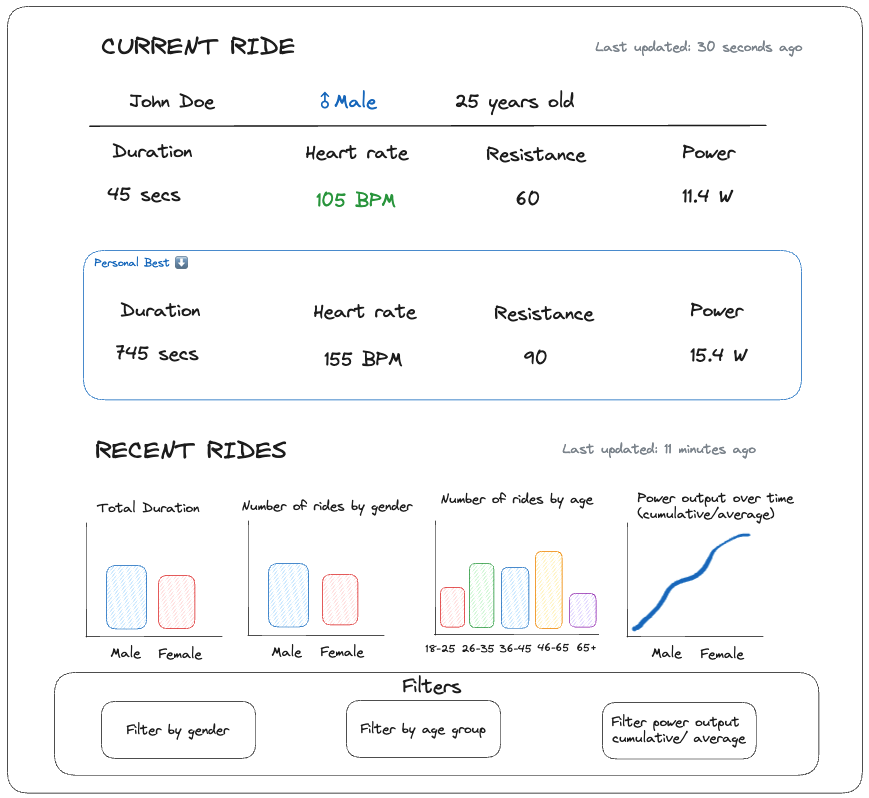 CURRENT RIDE
Last updated: 30 seconds ago
John Doe
♂ Male
25 years old
Duration
Heart rate
Resistance
Power
45 secs
105 BPM
60
11.4 W
Personal Best ⬇️
Duration
Heart rate
Resistance
Power
745 secs
155 BPM
90
15.4 W
RECENT RIDES
Last updated: 11 minutes ago
Total Duration
Male
Female
Number of rides by gender
Male
Female
Number of rides by age
18-25
26-35
36-45
46-65
65+
Power output over time
(cumulative/average)
Male
Female
Filters
Filter by gender
Filter by age group
Filter power output
cumulative/ average